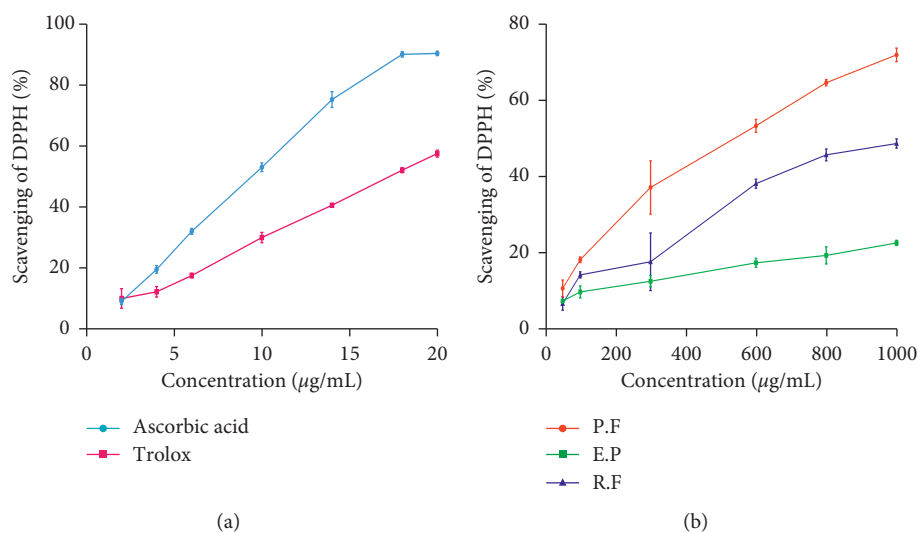 100
80
60
40
20
0
Scavenging of DPPH (%)
0 5 10 15 20
Concentration (μg/mL)
Ascorbic acid
Trolox
(a)
80
60
40
20
0
Scavenging of DPPH (%)
0 200 400 600 800 1000
Concentration (μg/mL)
P.F
E.P
R.F
(b)